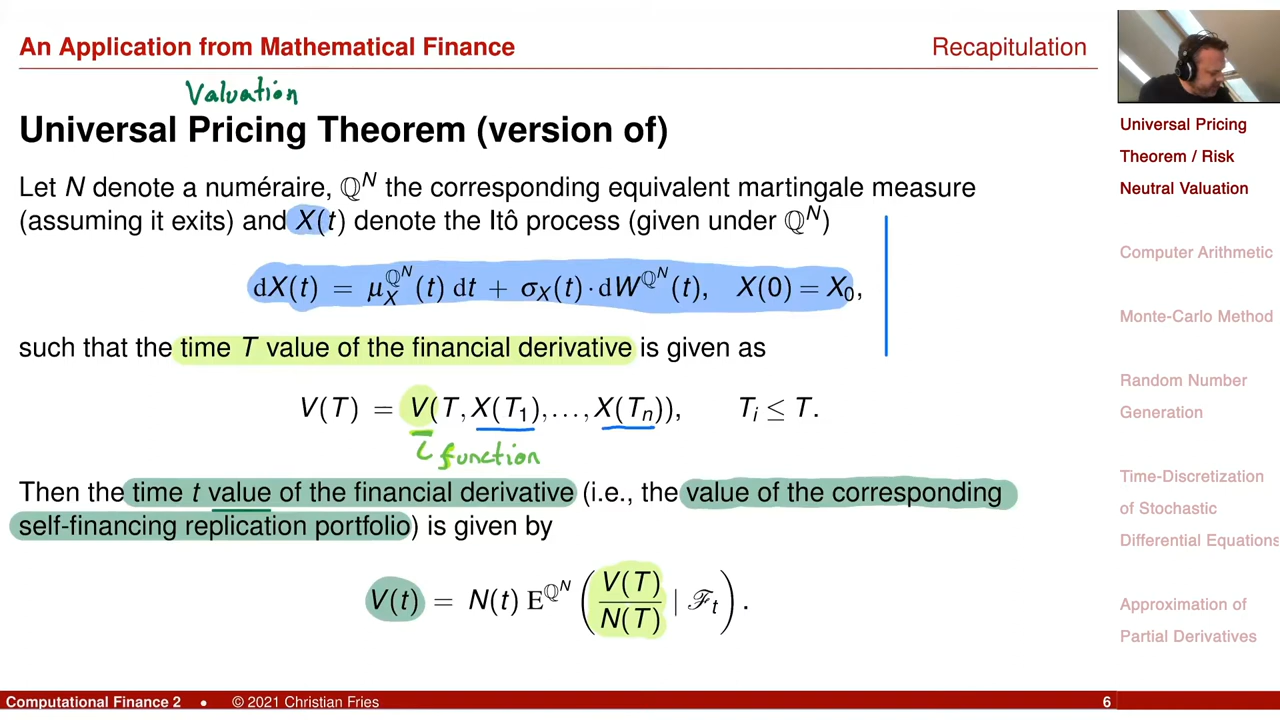 An Application from Mathematical Finance
Recapitulation
Valuation
Universal Pricing Theorem (version of)
Let N denote a numéraire, ℚ^N the corresponding equivalent martingale measure
(assuming it exits) and X(t) denote the Itô process (given under ℚ^N)
dX(t) = μ_X^{ℚ^N}(t) dt + σ_X(t)·dW^{ℚ^N}(t), X(0) = X_0,
such that the time T value of the financial derivative is given as
V(T) = V(T, X(T_1), …, X(T_n)), T_i ≤ T.
function
Then the time t value of the financial derivative (i.e., the value of the corresponding
self-financing replication portfolio) is given by
V(t) = N(t) E^{ℚ^N} ( V(T) / N(T) | ℱ_t ).
Universal Pricing
Theorem / Risk
Neutral Valuation
Computer Arithmetic
Monte-Carlo Method
Random Number
Generation
Time-Discretization
of Stochastic
Differential Equations
Approximation of
Partial Derivatives
Computational Finance 2 • © 2021 Christian Fries
6